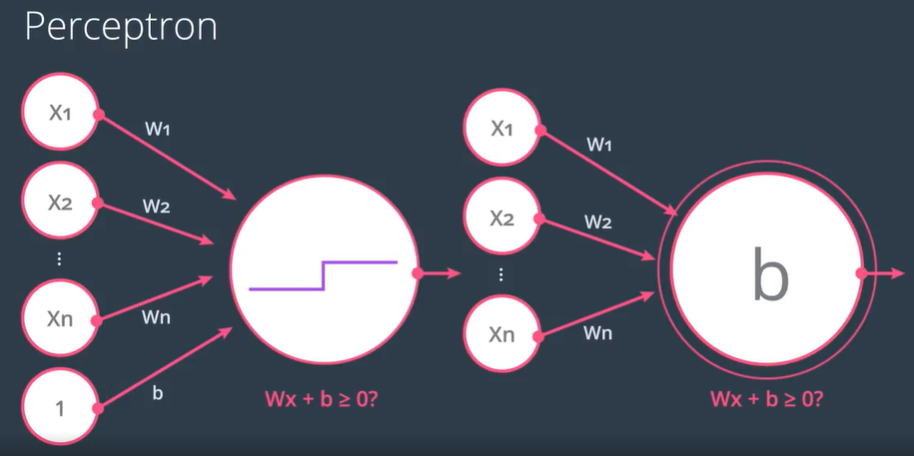 Perceptron
X1
W1
X2
W2
⋮
Xn
Wn
1
b
Wx + b ≥ 0?
X1
W1
X2
W2
⋮
Xn
Wn
b
Wx + b ≥ 0?